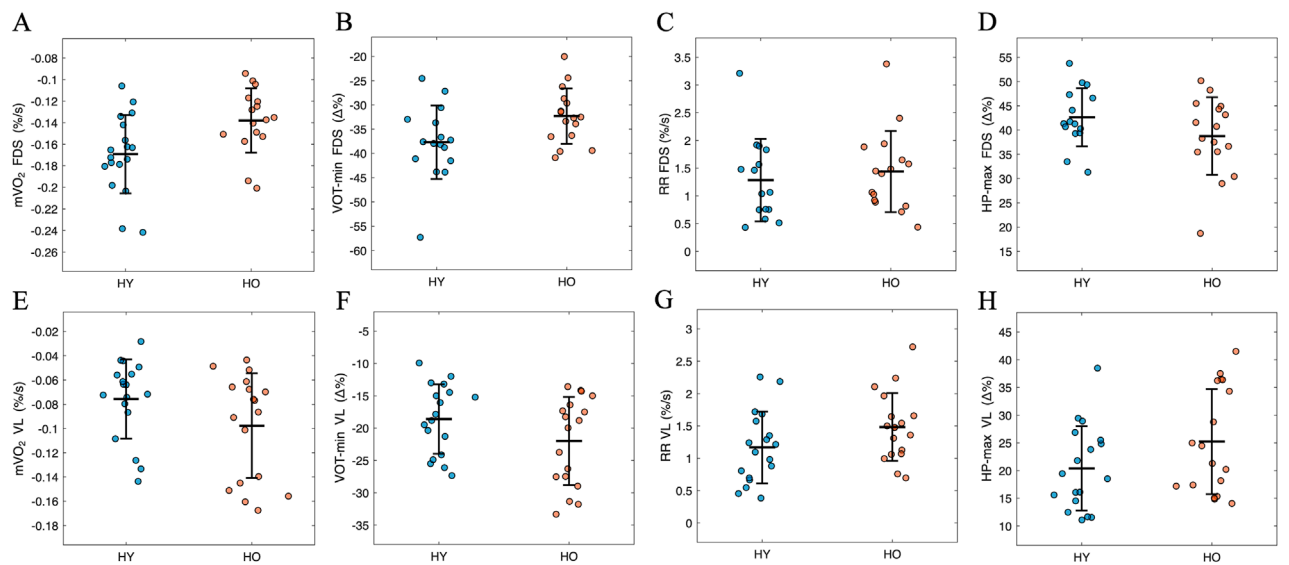 A
mVO₂ FDS (%/s)
-0.08
-0.1
-0.12
-0.14
-0.16
-0.18
-0.2
-0.22
-0.24
-0.26
HY HO
B
VOT-min FDS (Δ%)
-20
-25
-30
-35
-40
-45
-50
-55
-60
HY HO
C
RR FDS (%/s)
3.5
3
2.5
2
1.5
1
0.5
0
HY HO
D
HP-max FDS (Δ%)
55
50
45
40
35
30
25
20
15
HY HO
E
mVO₂ VL (%/s)
-0.02
-0.04
-0.06
-0.08
-0.1
-0.12
-0.14
-0.16
-0.18
HY HO
F
VOT-min VL (Δ%)
-5
-10
-15
-20
-25
-30
-35
HY HO
G
RR VL (%/s)
3
2.5
2
1.5
1
0.5
0
HY HO
H
HP-max VL (Δ%)
45
40
35
30
25
20
15
10
HY HO